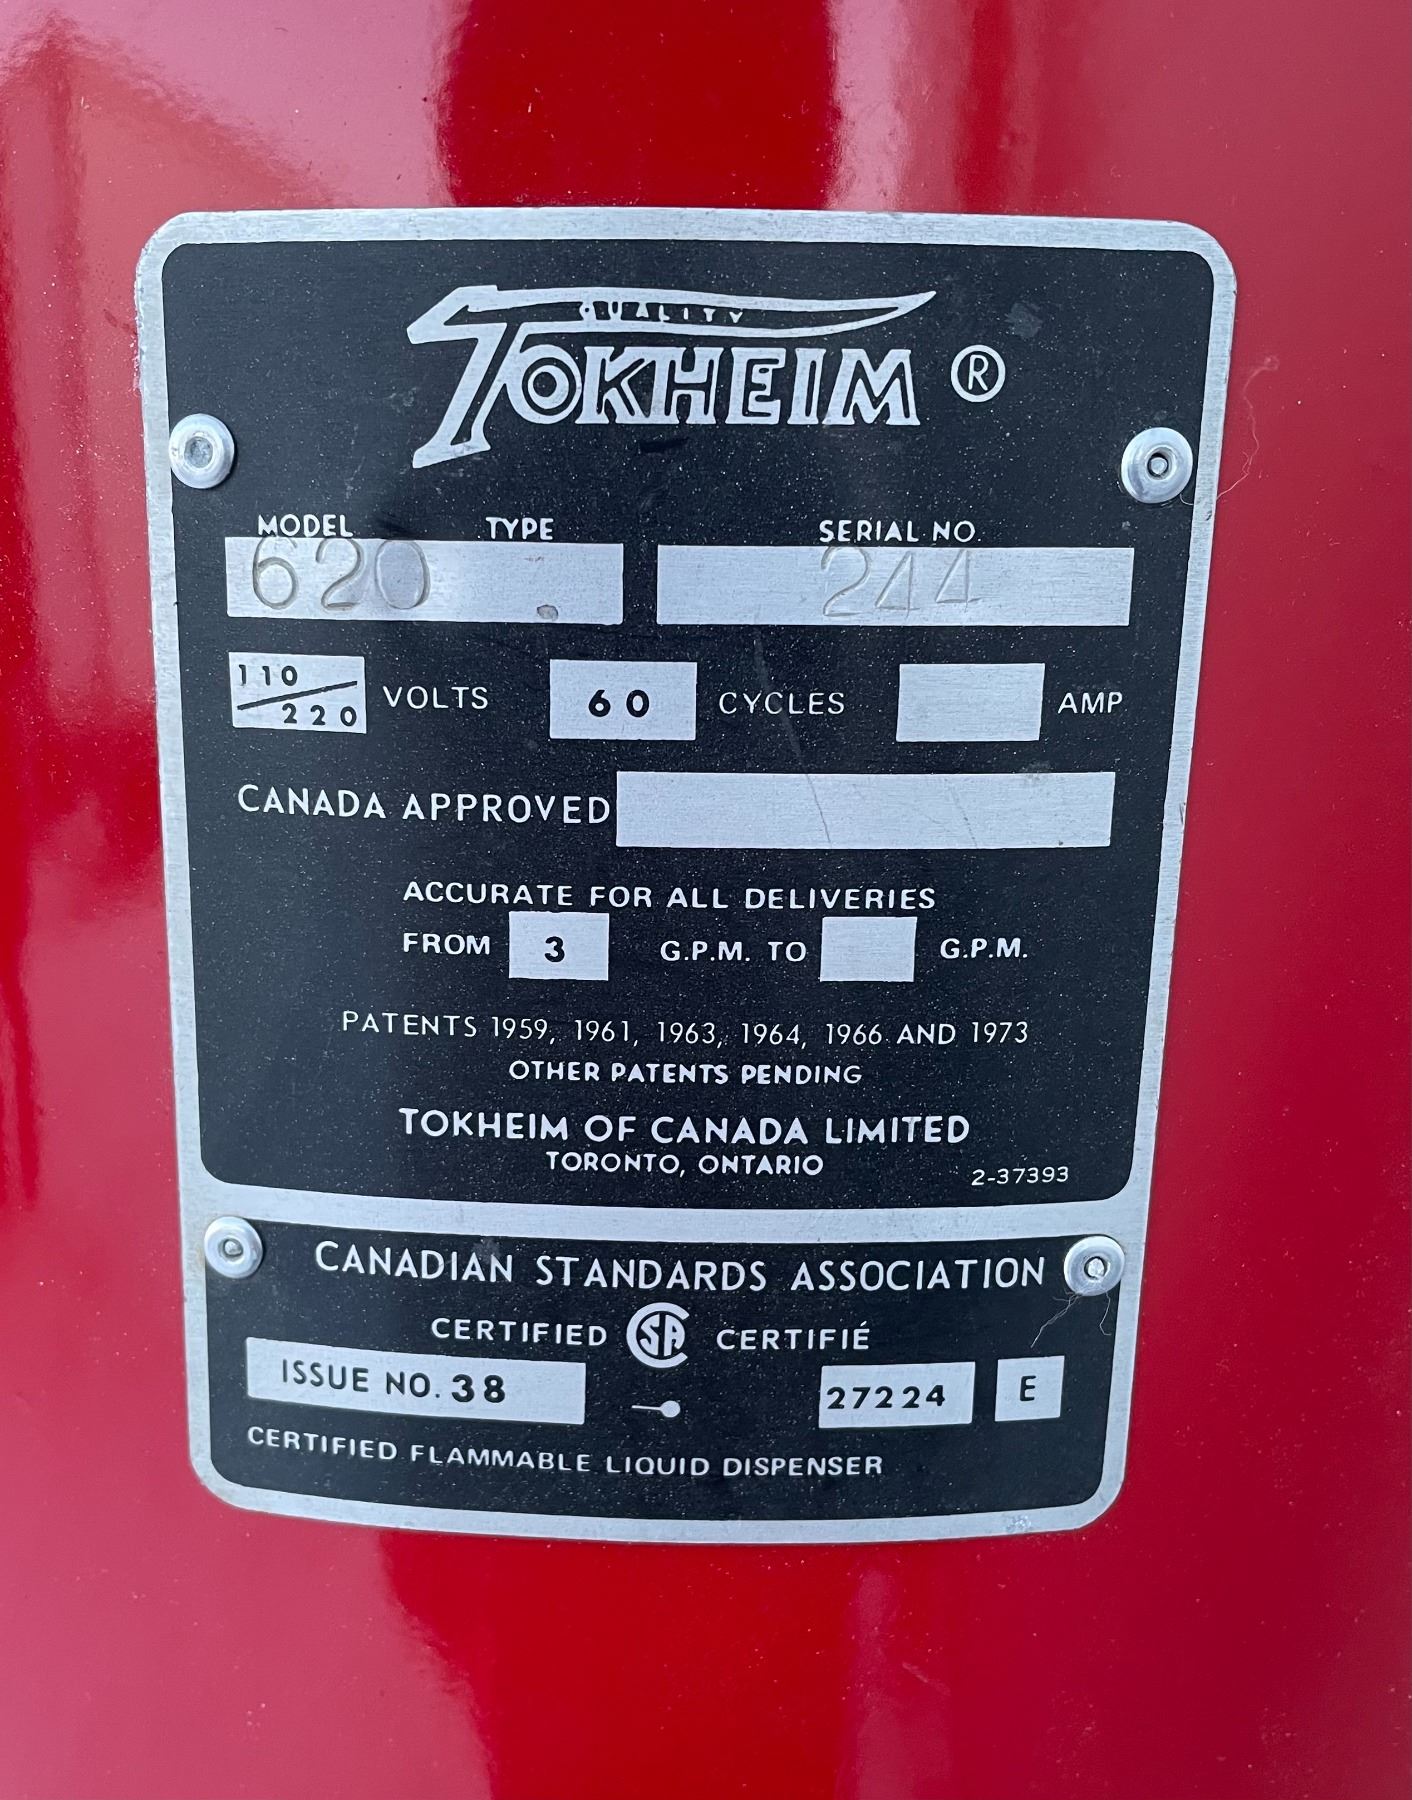 QUALITY
TOKHEIM ®
MODEL TYPE SERIAL NO.
620 244
110/220 VOLTS 60 CYCLES AMP
CANADA APPROVED
ACCURATE FOR ALL DELIVERIES
FROM 3 G.P.M. TO G.P.M.
PATENTS 1959, 1961, 1963, 1964, 1966 AND 1973
OTHER PATENTS PENDING
TOKHEIM OF CANADA LIMITED
TORONTO, ONTARIO
2-37393
CANADIAN STANDARDS ASSOCIATION
CERTIFIED CSA CERTIFIÉ
ISSUE NO. 38 27224 E
CERTIFIED FLAMMABLE LIQUID DISPENSER